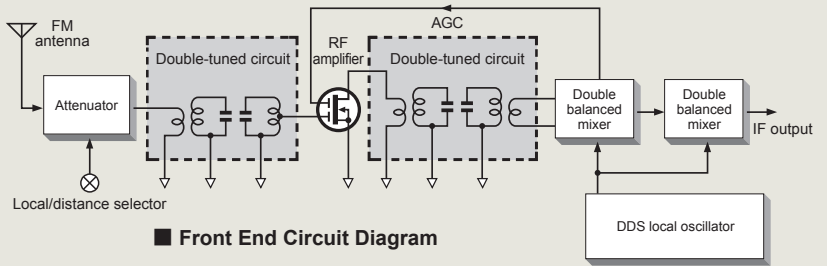 FM
antenna
AGC
RF
amplifier
Double-tuned circuit
Double-tuned circuit
Attenuator
Double
balanced
mixer
Double
balanced
mixer
IF output
Local/distance selector
DDS local oscillator
■ Front End Circuit Diagram